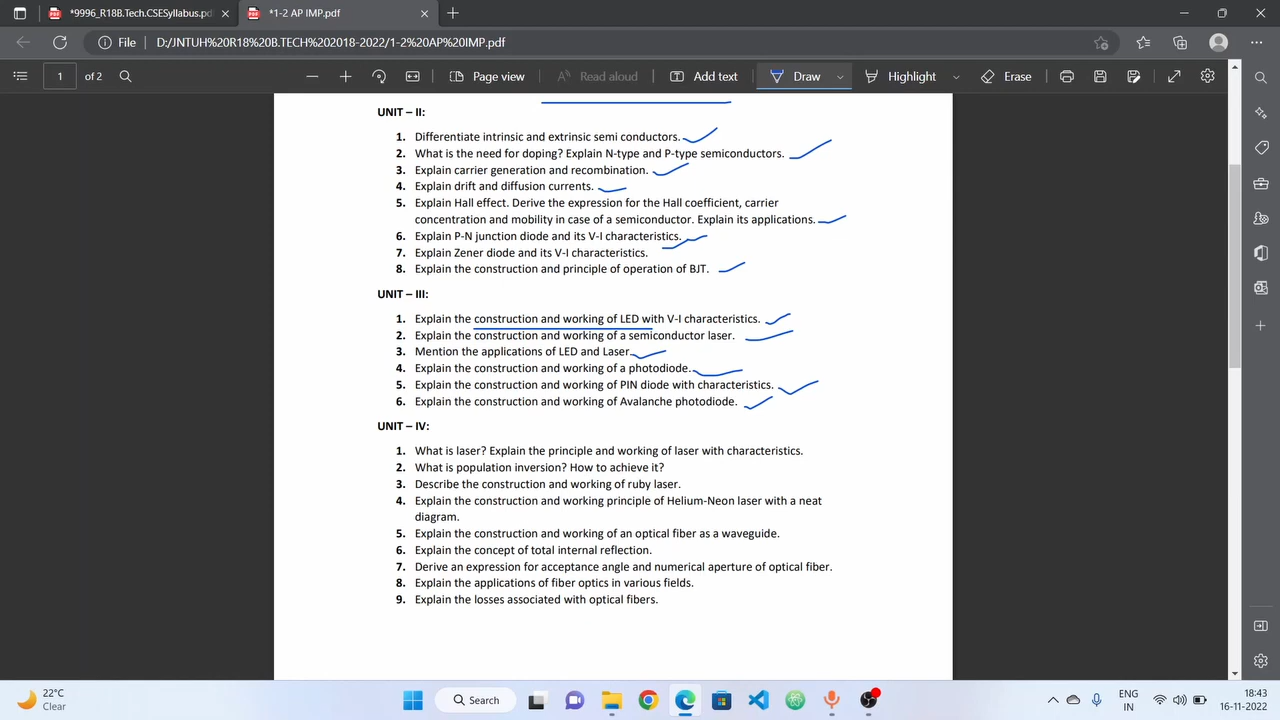 *9996_R18B.Tech.CSESyllabus.pdf
*1-2 AP IMP.pdf
File
D:/JNTUH%20R18%20B.TECH%202018-2022/1-2%20AP%20IMP.pdf
1 of 2
Page view
Read aloud
Add text
Draw
Highlight
Erase
UNIT – II:
1. Differentiate intrinsic and extrinsic semi conductors.
2. What is the need for doping? Explain N-type and P-type semiconductors.
3. Explain carrier generation and recombination.
4. Explain drift and diffusion currents.
5. Explain Hall effect. Derive the expression for the Hall coefficient, carrier
concentration and mobility in case of a semiconductor. Explain its applications.
6. Explain P-N junction diode and its V-I characteristics.
7. Explain Zener diode and its V-I characteristics.
8. Explain the construction and principle of operation of BJT.
UNIT – III:
1. Explain the construction and working of LED with V-I characteristics.
2. Explain the construction and working of a semiconductor laser.
3. Mention the applications of LED and Laser
4. Explain the construction and working of a photodiode.
5. Explain the construction and working of PIN diode with characteristics.
6. Explain the construction and working of Avalanche photodiode.
UNIT – IV:
1. What is laser? Explain the principle and working of laser with characteristics.
2. What is population inversion? How to achieve it?
3. Describe the construction and working of ruby laser.
4. Explain the construction and working principle of Helium-Neon laser with a neat
diagram.
5. Explain the construction and working of an optical fiber as a waveguide.
6. Explain the concept of total internal reflection.
7. Derive an expression for acceptance angle and numerical aperture of optical fiber.
8. Explain the applications of fiber optics in various fields.
9. Explain the losses associated with optical fibers.
22°C
Clear
Search
ENG
IN
18:43
16-11-2022